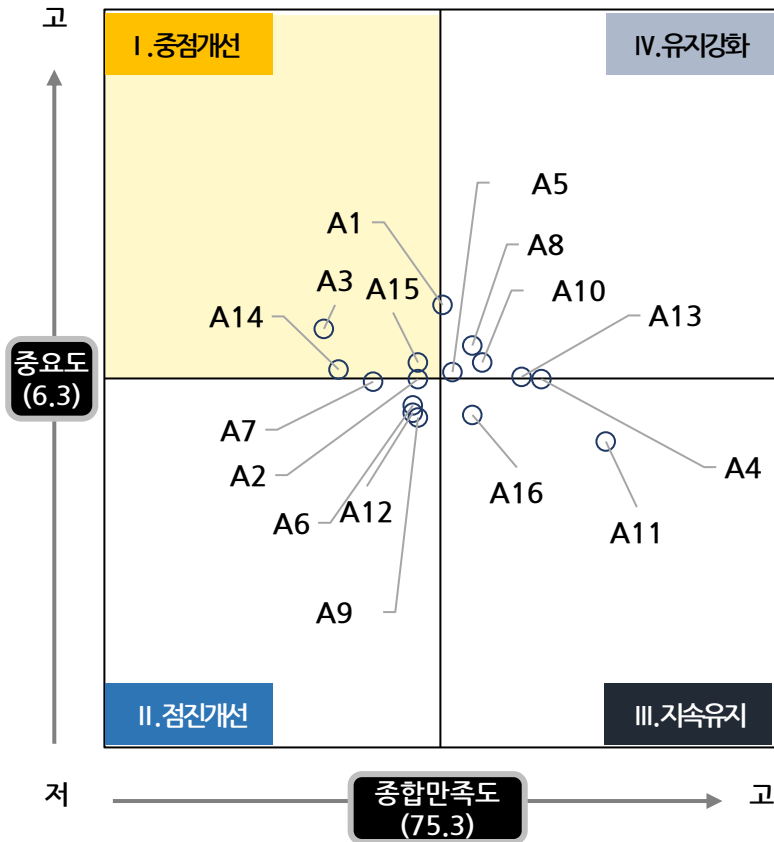 고
Ⅰ.중점개선
Ⅳ.유지강화
A5
A1
A8
A3
A15
A10
A14
A13
중요도
(6.3)
A7
A2
A4
A16
A6
A12
A11
A9
Ⅱ.점진개선
Ⅲ.지속유지
저
종합만족도
(75.3)
고